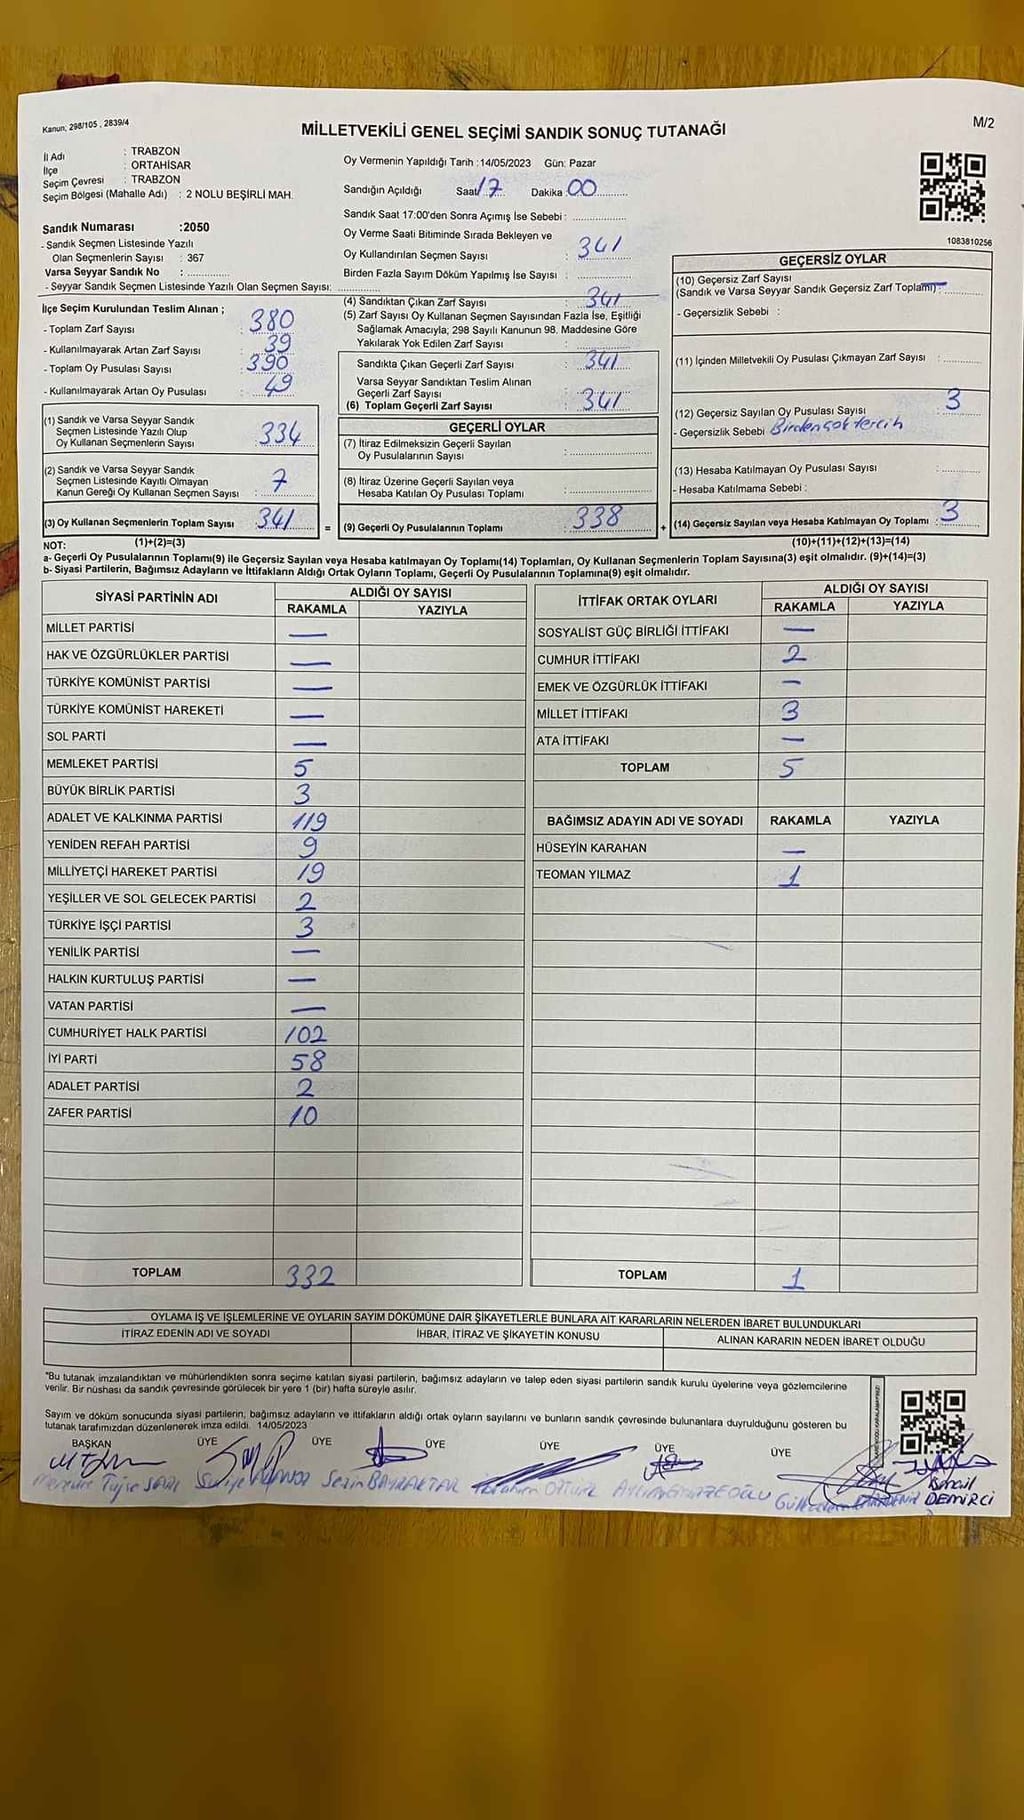 Kanun; 298/105 , 2839/4
MİLLETVEKİLİ GENEL SEÇİMİ SANDIK SONUÇ TUTANAĞI
M/2
İl Adı : TRABZON
İlçe : ORTAHİSAR
Seçim Çevresi : TRABZON
Seçim Bölgesi (Mahalle Adı) : 2 NOLU BEŞİRLİ MAH.
Sandık Numarası :2050
- Sandık Seçmen Listesinde Yazılı
Olan Seçmenlerin Sayısı : 367
Varsa Seyyar Sandık No : ............
- Seyyar Sandık Seçmen Listesinde Yazılı Olan Seçmen Sayısı: ............
Oy Vermenin Yapıldığı Tarih :14/05/2023 Gün: Pazar
Sandığın Açıldığı Saat 17 Dakika 00
Sandık Saat 17:00'den Sonra Açımış İse Sebebi : ............
Oy Verme Saati Bitiminde Sırada Bekleyen ve
Oy Kullandırılan Seçmen Sayısı : 341
Birden Fazla Sayım Döküm Yapılmış İse Sayısı : ............
1083810256
İlçe Seçim Kurulundan Teslim Alınan ;
- Toplam Zarf Sayısı : 380
- Kullanılmayarak Artan Zarf Sayısı : 39
- Toplam Oy Pusulası Sayısı : 390
- Kullanılmayarak Artan Oy Pusulası : 49
(1) Sandık ve Varsa Seyyar Sandık
Seçmen Listesinde Yazılı Olup
Oy Kullanan Seçmenlerin Sayısı : 334
(2) Sandık ve Varsa Seyyar Sandık
Seçmen Listesinde Kayıtlı Olmayan
Kanun Gereği Oy Kullanan Seçmen Sayısı : 7
(3) Oy Kullanan Seçmenlerin Toplam Sayısı : 341
(4) Sandıktan Çıkan Zarf Sayısı : 341
(5) Zarf Sayısı Oy Kullanan Seçmen Sayısından Fazla İse, Eşitliği
Sağlamak Amacıyla, 298 Sayılı Kanunun 98. Maddesine Göre
Yakılarak Yok Edilen Zarf Sayısı : ............
Sandıkta Çıkan Geçerli Zarf Sayısı : 341
Varsa Seyyar Sandıktan Teslim Alınan
Geçerli Zarf Sayısı : ............
(6) Toplam Geçerli Zarf Sayısı : 341
GEÇERLİ OYLAR
(7) İtiraz Edilmeksizin Geçerli Sayılan
Oy Pusulalarının Sayısı : ............
(8) İtiraz Üzerine Geçerli Sayılan veya
Hesaba Katılan Oy Pusulası Toplamı : ............
= (9) Geçerli Oy Pusulalarının Toplamı : 338 +
GEÇERSİZ OYLAR
(10) Geçersiz Zarf Sayısı
(Sandık ve Varsa Seyyar Sandık Geçersiz Zarf Toplamı) : —
- Geçersizlik Sebebi :
(11) İçinden Milletvekili Oy Pusulası Çıkmayan Zarf Sayısı : ............
(12) Geçersiz Sayılan Oy Pusulası Sayısı : 3
- Geçersizlik Sebebi Birden çok tercih
(13) Hesaba Katılmayan Oy Pusulası Sayısı : ............
- Hesaba Katılmama Sebebi :
(14) Geçersiz Sayılan veya Hesaba Katılmayan Oy Toplamı : 3
NOT: (1)+(2)=(3)
(10)+(11)+(12)+(13)=(14)
a- Geçerli Oy Pusulalarının Toplamı(9) ile Geçersiz Sayılan veya Hesaba katılmayan Oy Toplamı(14) Toplamları, Oy Kullanan Seçmenlerin Toplam Sayısına(3) eşit olmalıdır. (9)+(14)=(3)
b- Siyasi Partilerin, Bağımsız Adayların ve İttifakların Aldığı Ortak Oyların Toplamı, Geçerli Oy Pusulalarının Toplamına(9) eşit olmalıdır.
SİYASİ PARTİNİN ADI ALDIĞI OY SAYISI
RAKAMLA YAZIYLA
MİLLET PARTİSİ —
HAK VE ÖZGÜRLÜKLER PARTİSİ —
TÜRKİYE KOMÜNİST PARTİSİ —
TÜRKİYE KOMÜNİST HAREKETİ —
SOL PARTİ —
MEMLEKET PARTİSİ 5
BÜYÜK BİRLİK PARTİSİ 3
ADALET VE KALKINMA PARTİSİ 119
YENİDEN REFAH PARTİSİ 9
MİLLİYETÇİ HAREKET PARTİSİ 19
YEŞİLLER VE SOL GELECEK PARTİSİ 2
TÜRKİYE İŞÇİ PARTİSİ 3
YENİLİK PARTİSİ —
HALKIN KURTULUŞ PARTİSİ —
VATAN PARTİSİ —
CUMHURİYET HALK PARTİSİ 102
İYİ PARTİ 58
ADALET PARTİSİ 2
ZAFER PARTİSİ 10
TOPLAM 332
İTTİFAK ORTAK OYLARI ALDIĞI OY SAYISI
RAKAMLA YAZIYLA
SOSYALİST GÜÇ BİRLİĞİ İTTİFAKI —
CUMHUR İTTİFAKI 2
EMEK VE ÖZGÜRLÜK İTTİFAKI —
MİLLET İTTİFAKI 3
ATA İTTİFAKI —
TOPLAM 5
BAĞIMSIZ ADAYIN ADI VE SOYADI RAKAMLA YAZIYLA
HÜSEYİN KARAHAN —
TEOMAN YILMAZ 1
TOPLAM 1
OYLAMA İŞ VE İŞLEMLERİNE VE OYLARIN SAYIM DÖKÜMÜNE DAİR ŞİKAYETLERLE BUNLARA AİT KARARLARIN NELERDEN İBARET BULUNDUKLARI
İTİRAZ EDENİN ADI VE SOYADI İHBAR, İTİRAZ VE ŞİKAYETİN KONUSU ALINAN KARARIN NEDEN İBARET OLDUĞU
"Bu tutanak imzalandıktan ve mühürlendikten sonra seçime katılan siyasi partilerin, bağımsız adayların ve talep eden siyasi partilerin sandık kurulu üyelerine veya gözlemcilerine
verilir. Bir nüshası da sandık çevresinde görülecek bir yere 1 (bir) hafta süreyle asılır.
Sayım ve döküm sonucunda siyasi partilerin, bağımsız adayların ve ittifakların aldığı ortak oyların sayılarını ve bunların sandık çevresinde bulunanlara duyrulduğunu gösteren bu
tutanak tarafımızdan düzenlenerek imza edildi. 14/05/2023
BAŞKAN ÜYE ÜYE ÜYE ÜYE ÜYE ÜYE
Sezin BAYRAKTAR
İsmail
DEMİRCİ